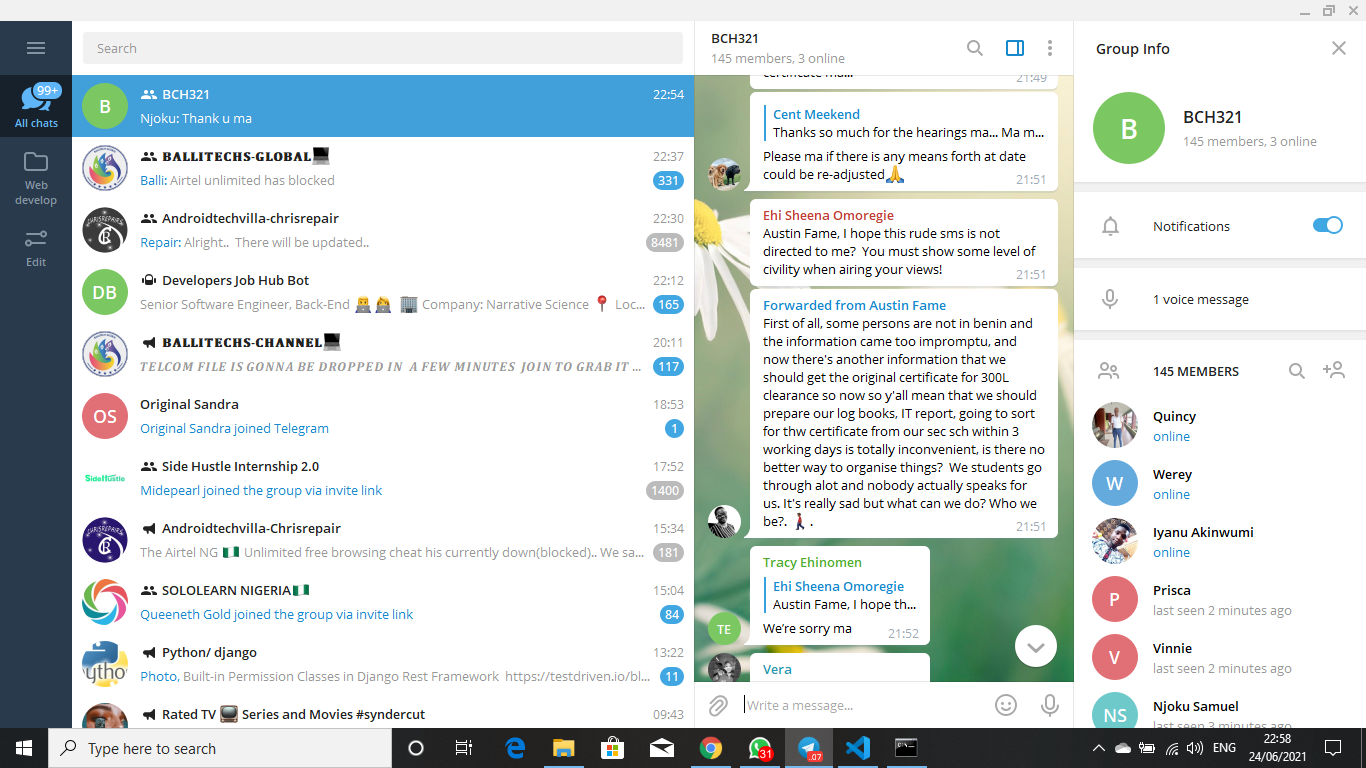 Search
BCH321
145 members, 3 online
Group Info
99+
All chats
Web
develop
Edit
B
BCH321
22:54
Njoku: Thank u ma
BALLITECHS-GLOBAL💻
22:37
Balli: Airtel unlimited has blocked
331
Androidtechvilla-chrisrepair
22:30
Repair: Alright.. There will be updated..
8481
DB
Developers Job Hub Bot
22:12
Senior Software Engineer, Back-End 👨‍💻👩‍💻 🏢 Company: Narrative Science 📍 Loc...
165
BALLITECHS-CHANNEL💻
20:11
TELCOM FILE IS GONNA BE DROPPED IN A FEW MINUTES JOIN TO GRAB IT ...
117
OS
Original Sandra
18:53
Original Sandra joined Telegram
1
SideHustle
Side Hustle Internship 2.0
17:52
Midepearl joined the group via invite link
1400
Androidtechvilla-Chrisrepair
15:34
The Airtel NG 🇳🇬 Unlimited free browsing cheat his currently down(blocked).. We sa...
181
SOLOLEARN NIGERIA🇳🇬
15:04
Queeneth Gold joined the group via invite link
84
Python/ django
13:22
Photo, Built-in Permission Classes in Django Rest Framework https://testdriven.io/bl...
11
Rated TV 📺 Series and Movies #syndercut
09:43
certificate ma...
21:49
Cent Meekend
Thanks so much for the hearings ma... Ma m...
Please ma if there is any means forth at date
could be re-adjusted🙏
21:51
Ehi Sheena Omoregie
Austin Fame, I hope this rude sms is not
directed to me? You must show some level of
civility when airing your views!
21:51
Forwarded from Austin Fame
First of all, some persons are not in benin and
the information came too impromptu, and
now there's another information that we
should get the original certificate for 300L
clearance so now so y'all mean that we should
prepare our log books, IT report, going to sort
for thw certificate from our sec sch within 3
working days is totally inconvenient, is there no
better way to organise things? We students go
through alot and nobody actually speaks for
us. It's really sad but what can we do? Who we
be?. 🚶 .
21:51
Tracy Ehinomen
Ehi Sheena Omoregie
Austin Fame, I hope th...
TE
We're sorry ma
21:52
Vera
Write a message...
B
BCH321
145 members, 3 online
Notifications
1 voice message
145 MEMBERS
Quincy
online
W
Werey
online
Iyanu Akinwumi
online
P
Prisca
last seen 2 minutes ago
V
Vinnie
last seen 2 minutes ago
NS
Njoku Samuel
last seen 3 minutes ago
Type here to search
31
.07
ENG
22:58
24/06/2021